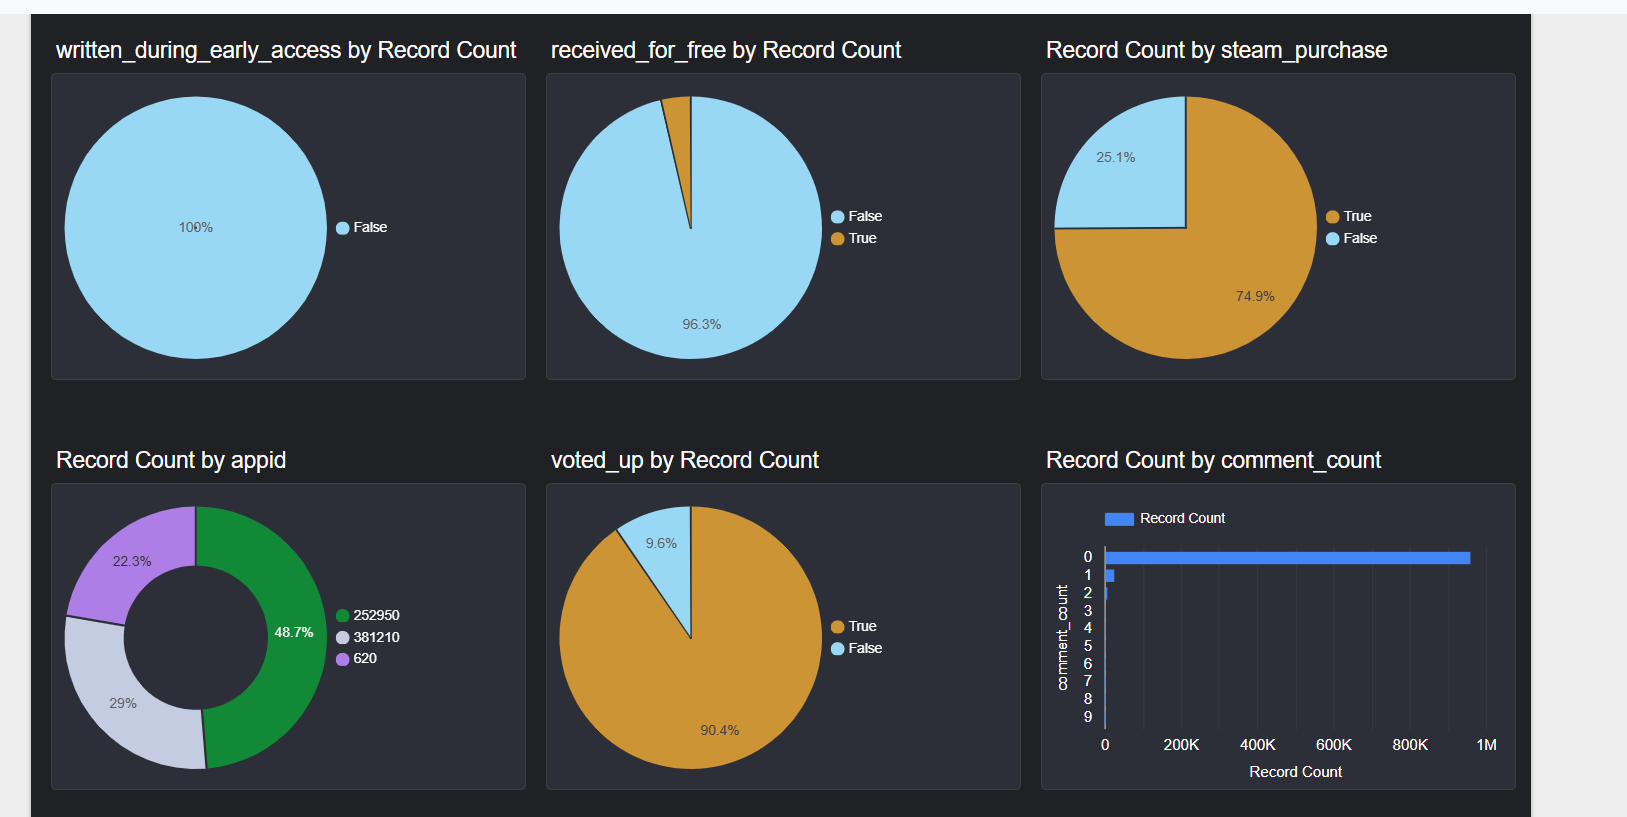 written_during_early_access by Record Count
100%
False
received_for_free by Record Count
96.3%
False
True
Record Count by steam_purchase
25.1%
74.9%
True
False
Record Count by appid
22.3%
48.7%
29%
252950
381210
620
voted_up by Record Count
9.6%
90.4%
True
False
Record Count by comment_count
Record Count
comment_count
0
1
2
3
4
5
6
7
8
9
0 200K 400K 600K 800K 1M
Record Count